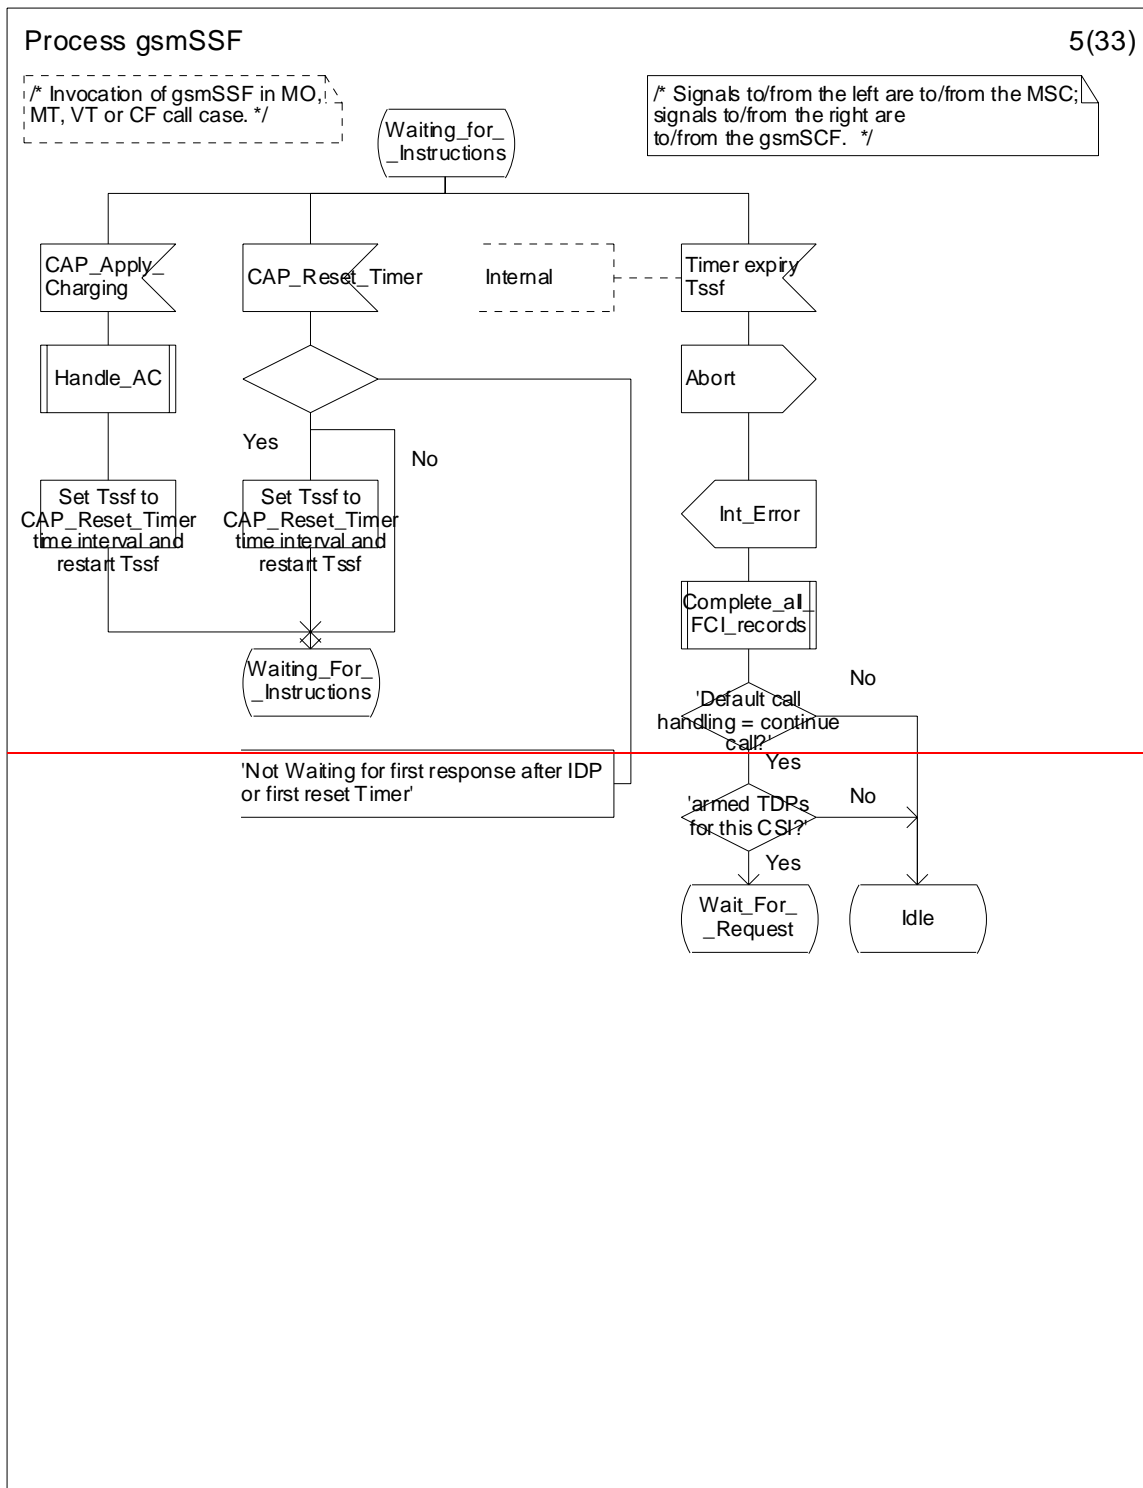 Process gsmSSF
5(33)
/* Invocation of gsmSSF in MO,
MT, VT or CF call case. */
/* Signals to/from the left are to/from the MSC;
signals to/from the right are
to/from the gsmSCF. */
Waiting_for_
_Instructions
CAP_Apply_
Charging
CAP_Reset_Timer
Internal
Timer expiry
Tssf
Handle_AC
Abort
Yes
No
Set Tssf to
CAP_Reset_Timer
time interval and
restart Tssf
Set Tssf to
CAP_Reset_Timer
time interval and
restart Tssf
Int_Error
Complete_all_
FCI_records
Waiting_For_
_Instructions
No
'Default call
handling = continue
call?'
Yes
'Not Waiting for first response after IDP
or first reset Timer'
'armed TDPs
for this CSI?'
No
Yes
Wait_For_
_Request
Idle